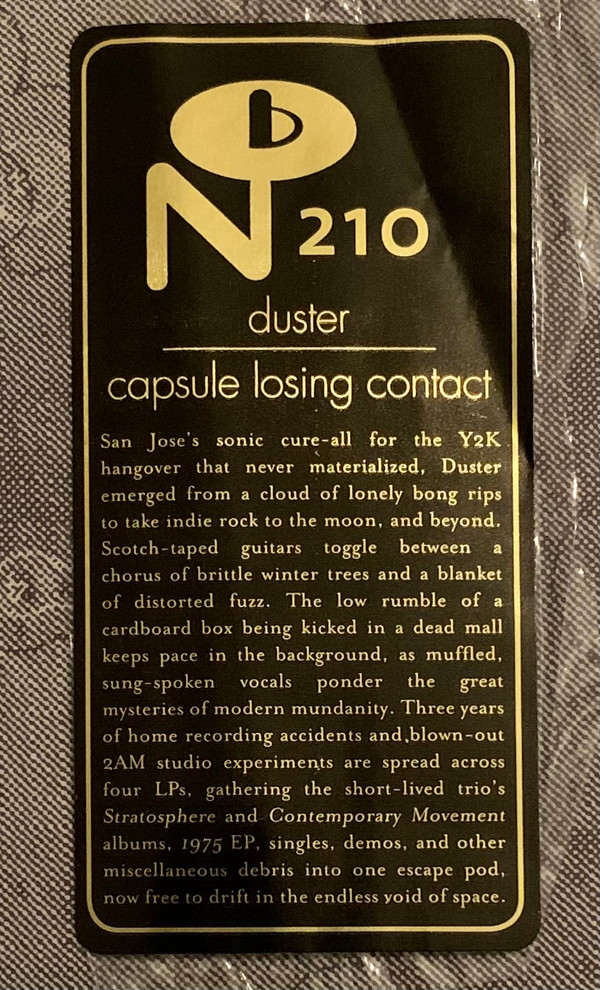 b
N 210
duster
capsule losing contact
San Jose's sonic cure-all for the Y2K
hangover that never materialized, Duster
emerged from a cloud of lonely bong rips
to take indie rock to the moon, and beyond.
Scotch-taped guitars toggle between a
chorus of brittle winter trees and a blanket
of distorted fuzz. The low rumble of a
cardboard box being kicked in a dead mall
keeps pace in the background, as muffled,
sung-spoken vocals ponder the great
mysteries of modern mundanity. Three years
of home recording accidents and blown-out
2AM studio experiments are spread across
four LPs, gathering the short-lived trio's
Stratosphere and Contemporary Movement
albums, 1975 EP, singles, demos, and other
miscellaneous debris into one escape pod,
now free to drift in the endless void of space.